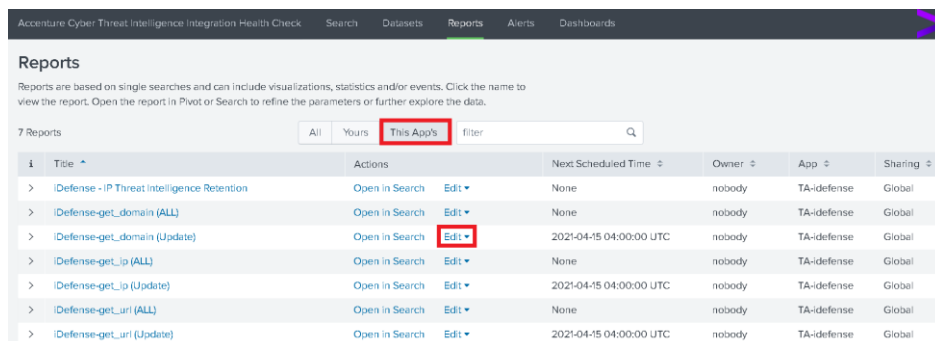 Accenture Cyber Threat Intelligence Integration Health Check Search Datasets Reports Alerts Dashboards
Reports
Reports are based on single searches and can include visualizations, statistics and/or events. Click the name to
view the report. Open the report in Pivot or Search to refine the parameters or further explore the data.
7 Reports All Yours This App's filter
i Title Actions Next Scheduled Time Owner App Sharing
iDefense - IP Threat Intelligence Retention Open in Search Edit None nobody TA-idefense Global
iDefense-get_domain (ALL) Open in Search Edit None nobody TA-idefense Global
iDefense-get_domain (Update) Open in Search Edit 2021-04-15 04:00:00 UTC nobody TA-idefense Global
iDefense-get_ip (ALL) Open in Search Edit None nobody TA-idefense Global
iDefense-get_ip (Update) Open in Search Edit 2021-04-15 04:00:00 UTC nobody TA-idefense Global
iDefense-get_url (ALL) Open in Search Edit None nobody TA-idefense Global
iDefense-get_url (Update) Open in Search Edit 2021-04-15 04:00:00 UTC nobody TA-idefense Global